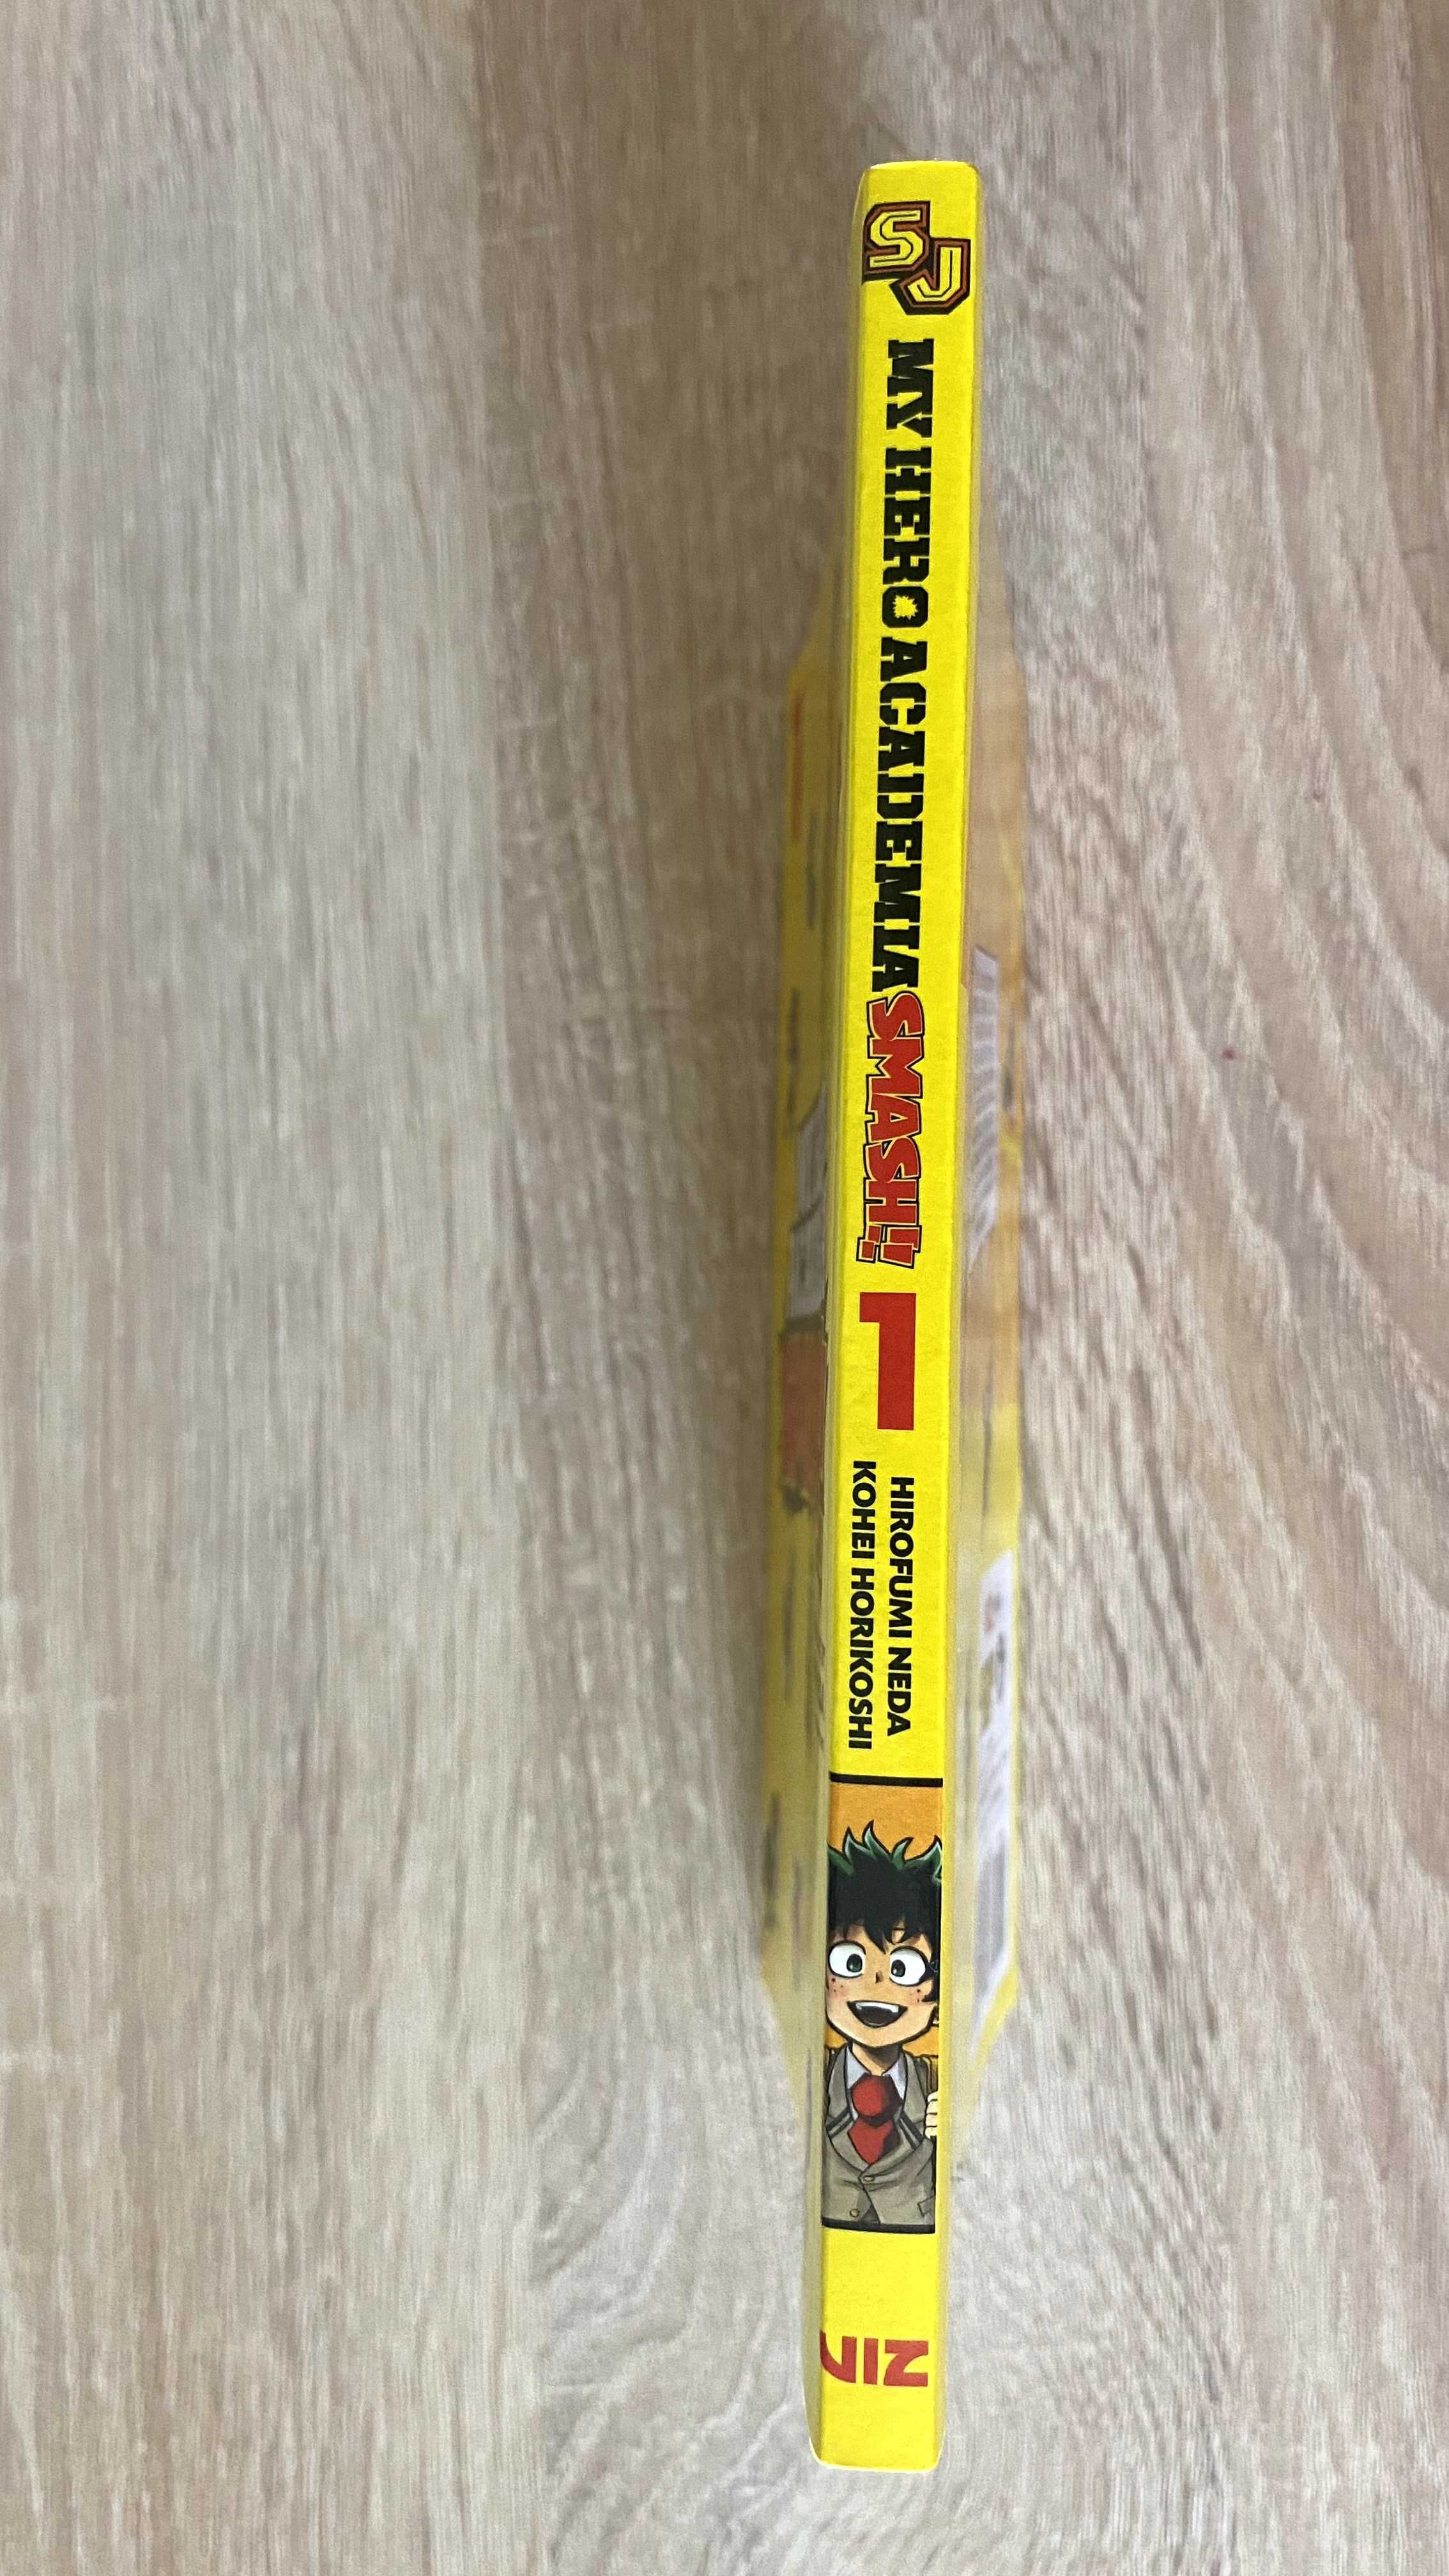 SJ
MY HERO ACADEMIA SMASH!!
1
HIROFUMI NEDA
KOHEI HORIKOSHI
VIZ